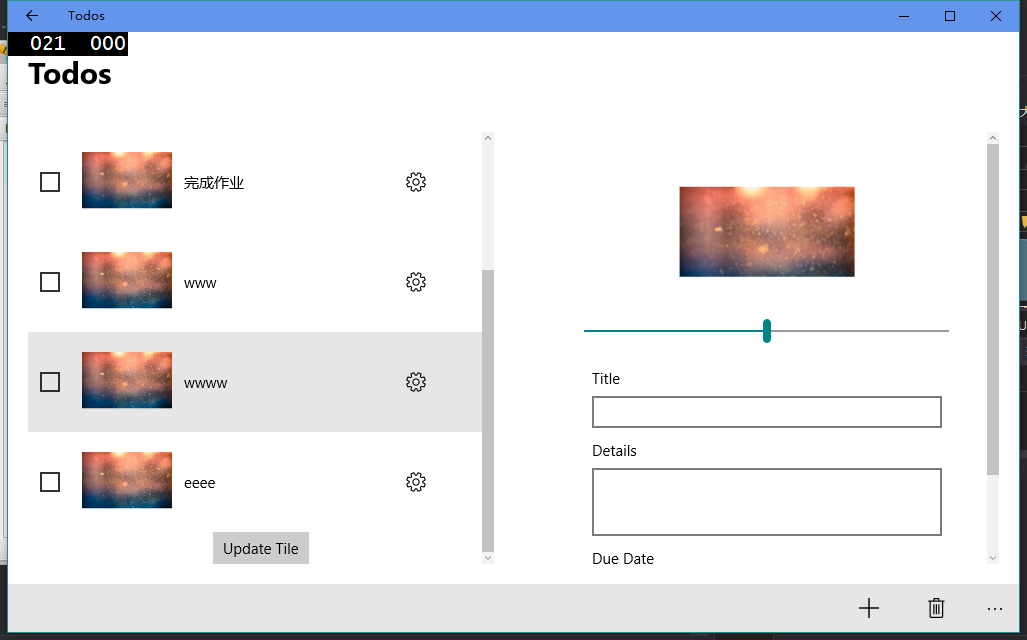 Todos
021 000
Todos
完成作业
www
wwww
eeee
Update Tile
Title
Details
Due Date